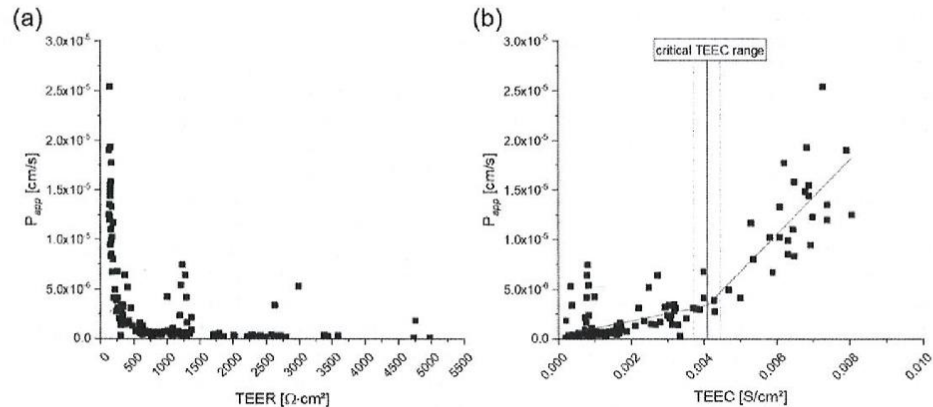 (a)
3.0x10⁻⁵
2.5x10⁻⁵
2.0x10⁻⁵
1.5x10⁻⁵
1.0x10⁻⁵
5.0x10⁻⁶
0.0
Papp [cm/s]
0
500
1000
1500
2000
2500
3000
3500
4000
4500
5000
5500
TEER [Ω·cm²]
(b)
critical TEEC range
3.0x10⁻⁵
2.5x10⁻⁵
2.0x10⁻⁵
1.5x10⁻⁵
1.0x10⁻⁵
5.0x10⁻⁶
0.0
Papp [cm/s]
0.000
0.002
0.004
0.006
0.008
0.010
TEEC [S/cm²]